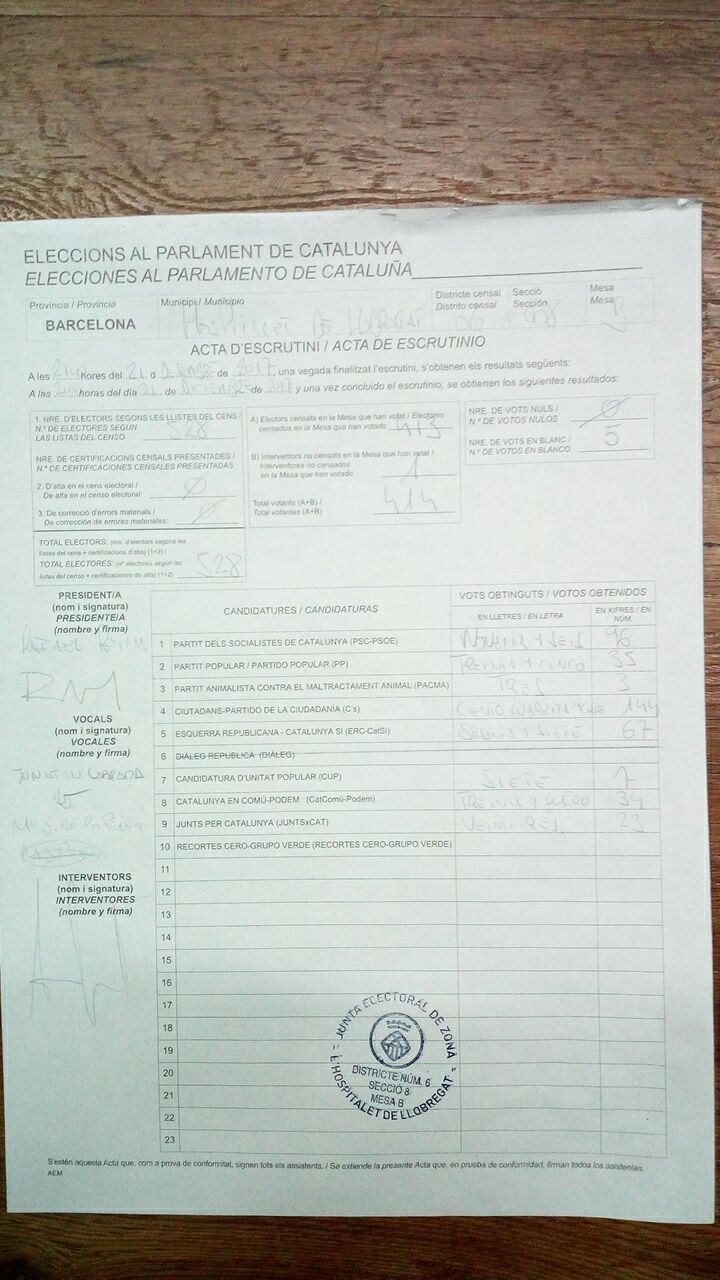 ELECCIONS AL PARLAMENT DE CATALUNYA
ELECCIONES AL PARLAMENTO DE CATALUÑA
Província / Provincia
Municipi / Municipio
Districte censal
Distrito censal
Secció
Sección
Mesa
Mesa
BARCELONA
HOSPITALET DE LLOBREGAT 06 008 B
ACTA D'ESCRUTINI / ACTA DE ESCRUTINIO
A les hores del 21 d de 2017 una vegada finalitzat l'escrutini, s'obtenen els resultats següents:
A las horas del día 21 de DICIEMBRE de 2017 y una vez concluido el escrutinio, se obtienen los siguientes resultados:
1. NRE. D'ELECTORS SEGONS LES LLISTES DEL CENS /
N.º DE ELECTORES SEGÚN
LAS LISTAS DEL CENSO 528
NRE. DE CERTIFICACIONS CENSALS PRESENTADES /
N.º DE CERTIFICACIONES CENSALES PRESENTADAS
2. D'alta en el cens electoral /
De alta en el censo electoral: Ø
3. De correcció d'errors materials /
De corrección de errores materiales: Ø
TOTAL ELECTORS: (nre. d'electors segons les
llistes del cens + certificacions d'alta) (1+2) /
TOTAL ELECTORES: (nº electores según las
listas del censo + certificaciones de alta) (1+2) 528
A) Electors censats en la Mesa que han votat / Electores
censados en la Mesa que han votado 413
B) Interventors no censats en la Mesa que han votat /
Interventores no censados
en la Mesa que han votado 1
Total votants (A+B) /
Total votantes (A+B) 414
NRE. DE VOTS NULS /
N.º DE VOTOS NULOS Ø
NRE. DE VOTS EN BLANC /
N.º DE VOTOS EN BLANCO 5
PRESIDENT/A
(nom i signatura)
PRESIDENTE/A
(nombre y firma)
RAFAEL
VOCALS
(nom i signatura)
VOCALES
(nombre y firma)
INTERVENTORS
(nom i signatura)
INTERVENTORES
(nombre y firma)
CANDIDATURES / CANDIDATURAS
VOTS OBTINGUTS / VOTOS OBTENIDOS
EN LLETRES / EN LETRA
EN XIFRES / EN NÚM.
1 PARTIT DELS SOCIALISTES DE CATALUNYA (PSC-PSOE) NOVENTA Y SEIS 96
2 PARTIT POPULAR / PARTIDO POPULAR (PP) TREINTA Y CINCO 35
3 PARTIT ANIMALISTA CONTRA EL MALTRACTAMENT ANIMAL (PACMA) TRES 3
4 CIUTADANS-PARTIDO DE LA CIUDADANÍA (C's) CIENTO CUARENTA Y 144
5 ESQUERRA REPUBLICANA - CATALUNYA SÍ (ERC-CatSí) SESENTA Y SIETE 67
6 DIÀLEG REPUBLICÀ (DIÀLEG)
7 CANDIDATURA D'UNITAT POPULAR (CUP) SIETE 7
8 CATALUNYA EN COMÚ-PODEM (CatComú-Podem) TREINTA Y CUATRO 34
9 JUNTS PER CATALUNYA (JUNTSxCAT) VEINTITRES 23
10 RECORTES CERO-GRUPO VERDE (RECORTES CERO-GRUPO VERDE)
11
12
13
14
15
16
17
18
19
20
21
22
23
JUNTA ELECTORAL DE ZONA
DISTRICTE NÚM. 6
SECCIÓ 8
MESA B
L'HOSPITALET DE LLOBREGAT
S'estén aquesta Acta que, com a prova de conformitat, signen tots els assistents. / Se extiende la presente Acta que, en prueba de conformidad, firman todos los asistentes.
AEM